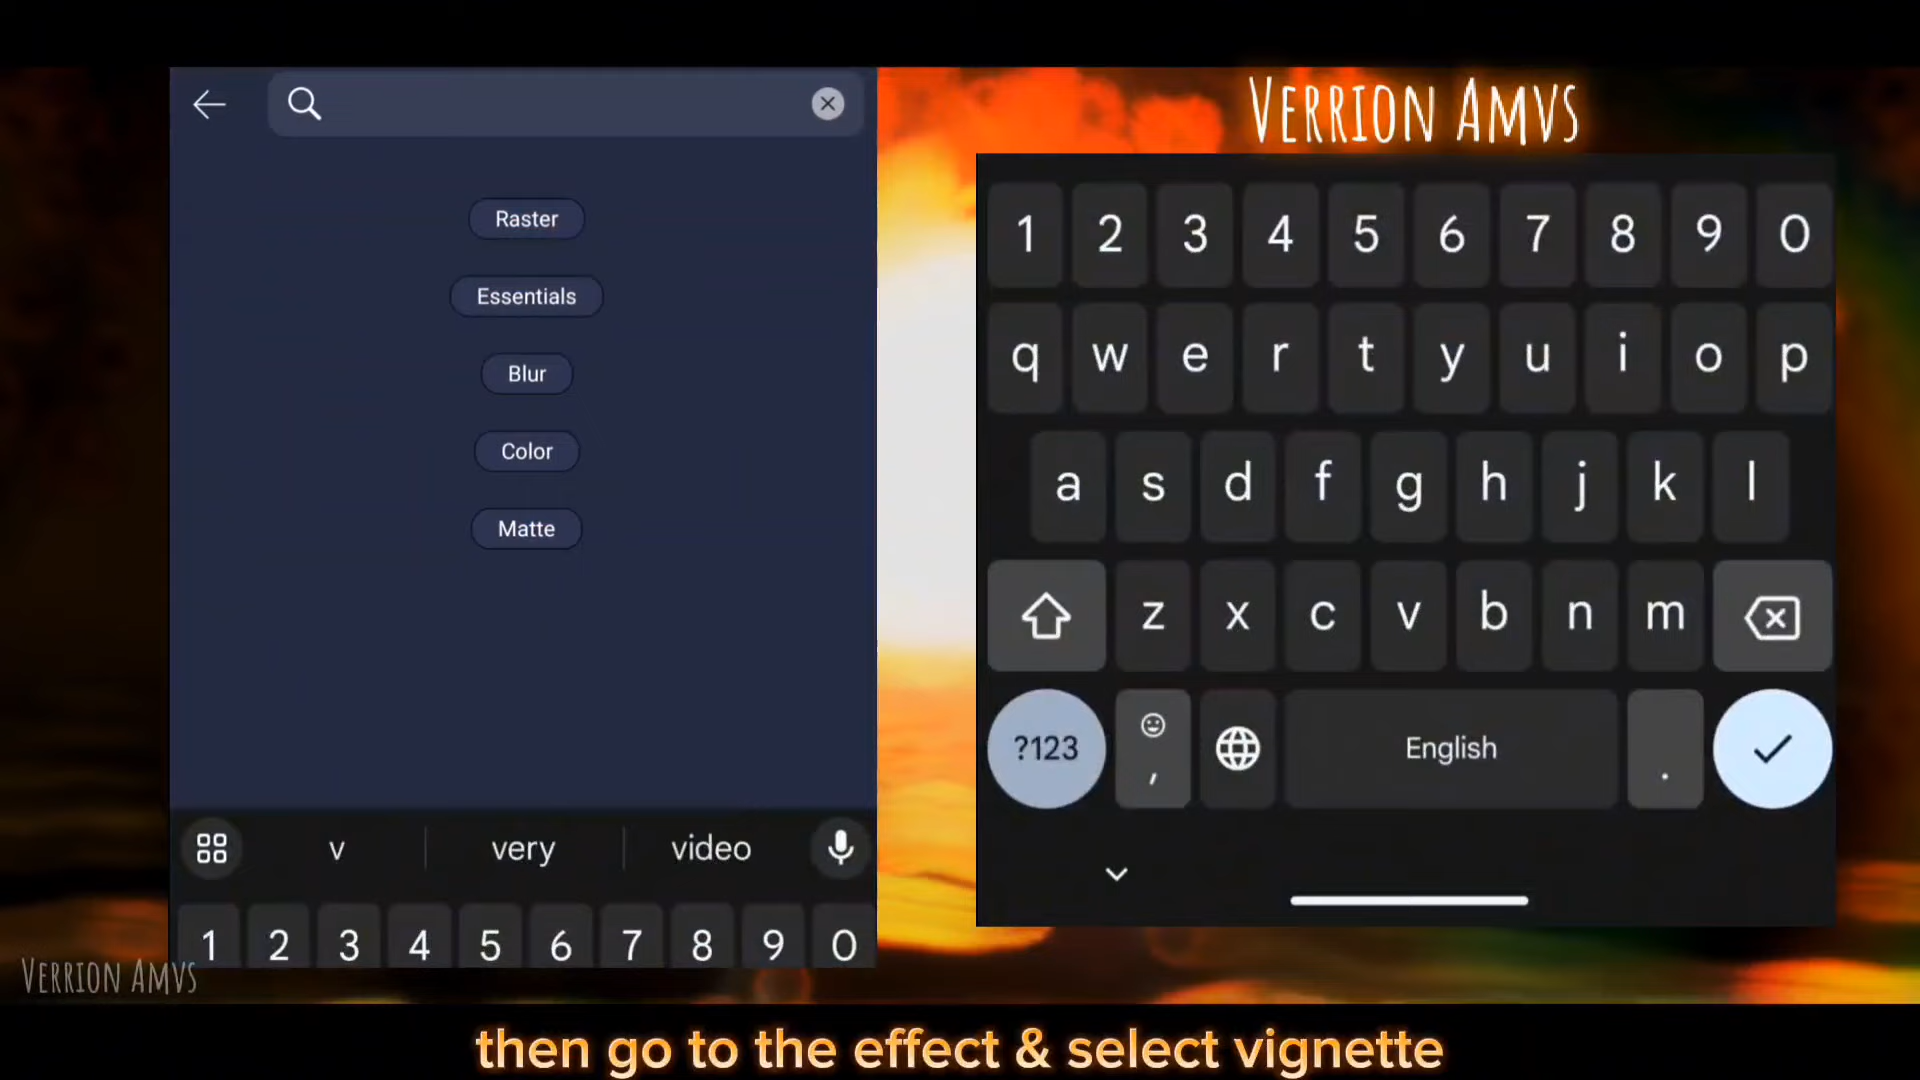 Raster
Essentials
Blur
Color
Matte
v very video
1 2 3 4 5 6 7 8 9 0
VERRION AMVS
1 2 3 4 5 6 7 8 9 0
q w e r t y u i o p
a s d f g h j k l
z x c v b n m
?123 , English .
VERRION AMVS
then go to the effect & select vignette